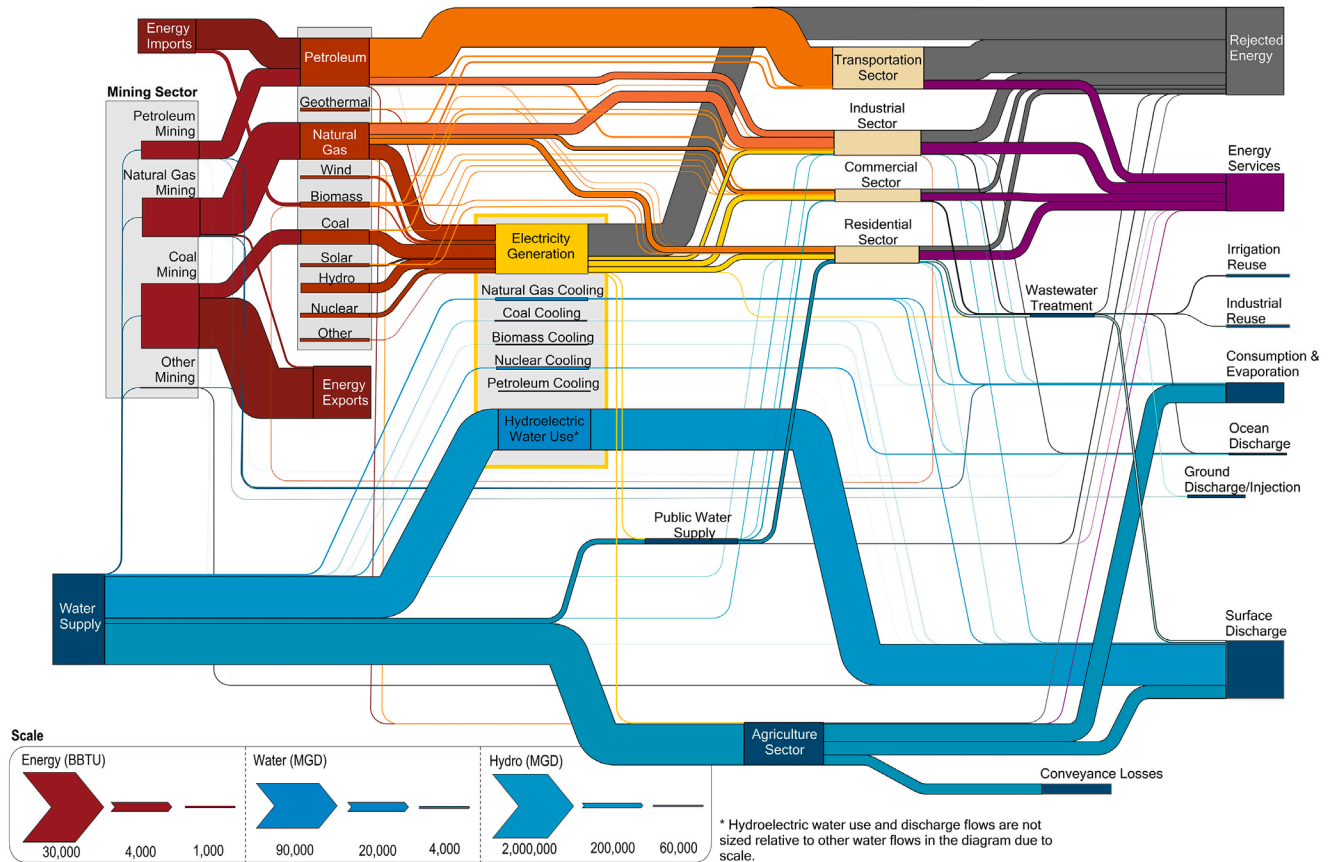 Energy
Imports
Petroleum
Transportation
Sector
Rejected
Energy
Mining Sector
Geothermal
Petroleum
Mining
Industrial
Sector
Natural
Gas
Natural Gas
Mining
Wind
Commercial
Sector
Energy
Services
Biomass
Coal
Electricity
Generation
Residential
Sector
Coal
Mining
Solar
Irrigation
Reuse
Hydro
Natural Gas Cooling
Wastewater
Treatment
Nuclear
Coal Cooling
Industrial
Reuse
Other
Biomass Cooling
Other
Mining
Nuclear Cooling
Consumption &
Evaporation
Energy
Exports
Petroleum Cooling
Hydroelectric
Water Use*
Ocean
Discharge
Ground
Discharge/Injection
Public Water
Supply
Water
Supply
Surface
Discharge
Agriculture
Sector
Conveyance Losses
Scale
Energy (BBTU)
Water (MGD)
Hydro (MGD)
30,000 4,000 1,000
90,000 20,000 4,000
2,000,000 200,000 60,000
* Hydroelectric water use and discharge flows are not
sized relative to other water flows in the diagram due to
scale.